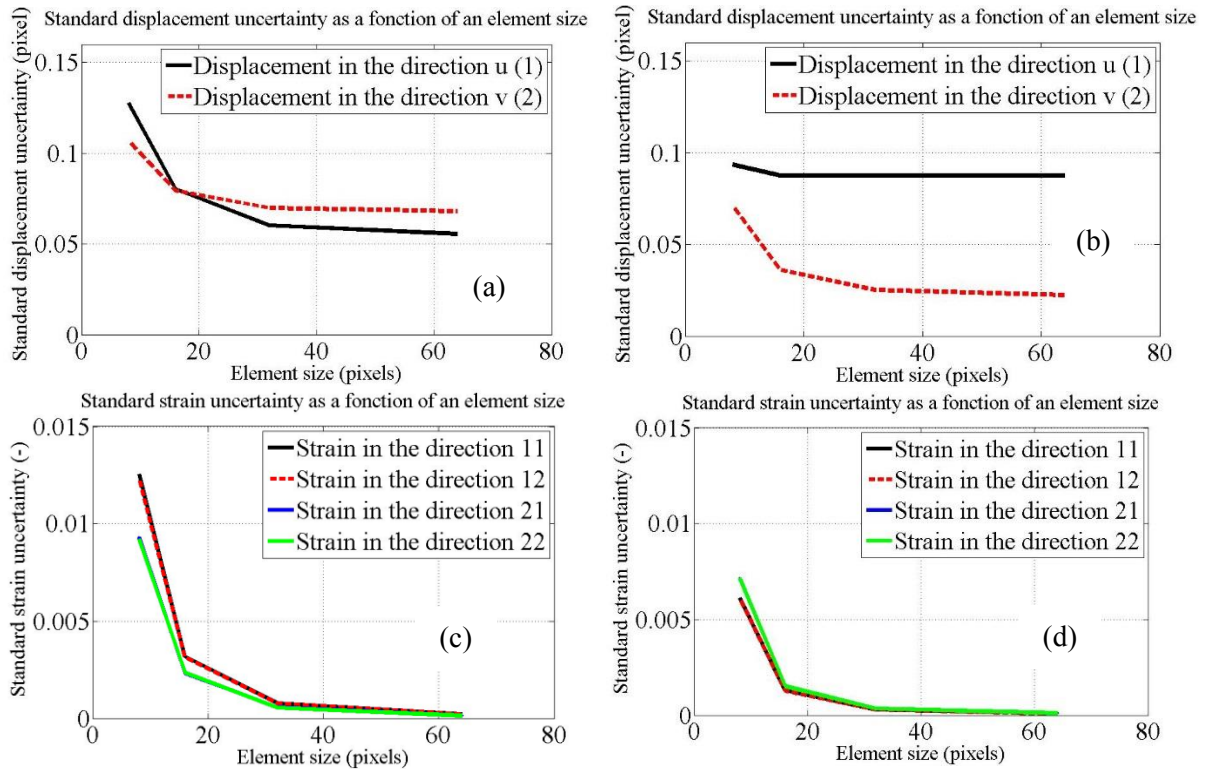 Standard displacement uncertainty as a fonction of an element size
Standard displacement uncertainty (pixel)
0.15
0.1
0.05
0
Displacement in the direction u (1)
Displacement in the direction v (2)
(a)
0 20 40 60 80
Element size (pixels)
Standard displacement uncertainty as a fonction of an element size
Standard displacement uncertainty (pixel)
0.15
0.1
0.05
0
Displacement in the direction u (1)
Displacement in the direction v (2)
(b)
0 20 40 60 80
Element size (pixels)
Standard strain uncertainty as a fonction of an element size
Standard strain uncertainty (-)
0.015
0.01
0.005
0
Strain in the direction 11
Strain in the direction 12
Strain in the direction 21
Strain in the direction 22
(c)
0 20 40 60 80
Element size (pixels)
Standard strain uncertainty as a fonction of an element size
Standard strain uncertainty (-)
0.015
0.01
0.005
0
Strain in the direction 11
Strain in the direction 12
Strain in the direction 21
Strain in the direction 22
(d)
0 20 40 60 80
Element size (pixels)